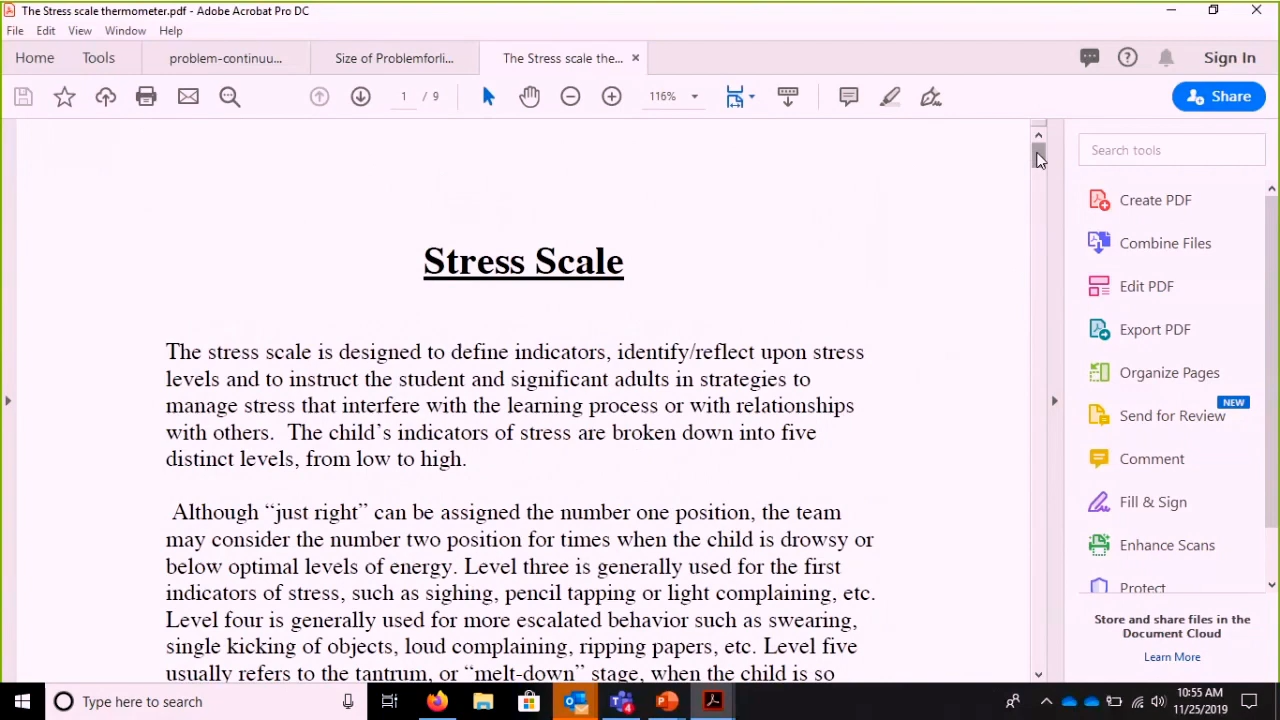 The Stress scale thermometer.pdf - Adobe Acrobat Pro DC
File Edit View Window Help
Home Tools problem-continuu... Size of Problemforli... The Stress scale the... Sign In
1 / 9 116% Share
Search tools
Create PDF
Combine Files
Edit PDF
Export PDF
Organize Pages
NEW
Send for Review
Comment
Fill & Sign
Enhance Scans
Protect
Store and share files in the
Document Cloud
Learn More
Stress Scale
The stress scale is designed to define indicators, identify/reflect upon stress
levels and to instruct the student and significant adults in strategies to
manage stress that interfere with the learning process or with relationships
with others.  The child’s indicators of stress are broken down into five
distinct levels, from low to high.
Although “just right” can be assigned the number one position, the team
may consider the number two position for times when the child is drowsy or
below optimal levels of energy. Level three is generally used for the first
indicators of stress, such as sighing, pencil tapping or light complaining, etc.
Level four is generally used for more escalated behavior such as swearing,
single kicking of objects, loud complaining, ripping papers, etc. Level five
usually refers to the tantrum, or “melt-down” stage, when the child is so
Type here to search
4
10:55 AM
11/25/2019